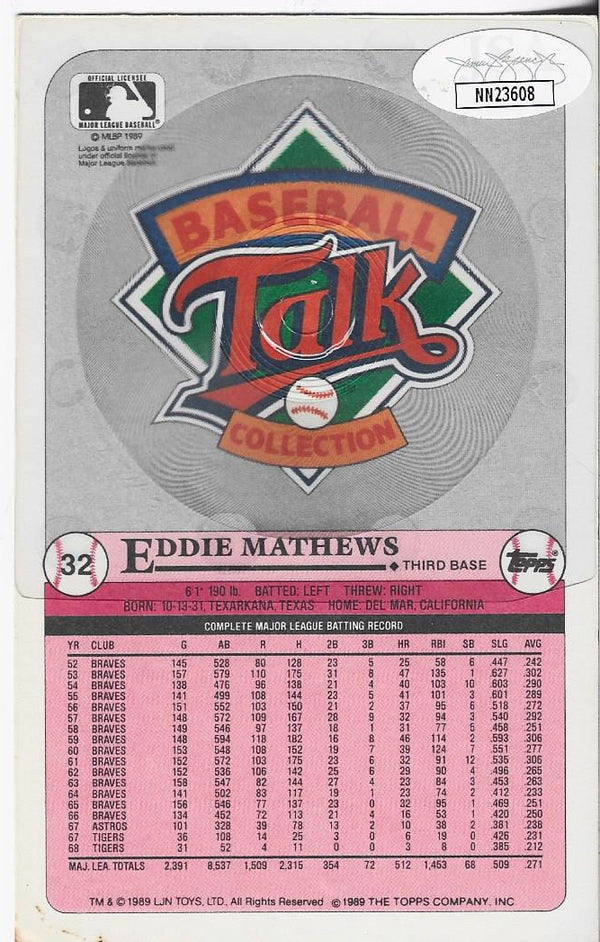 OFFICIAL LICENSEE
MAJOR LEAGUE BASEBALL®
© MLBP 1989
Logos & uniform
under official
Major League
NN23608
BASEBALL
Talk
COLLECTION
32
EDDIE MATHEWS
THIRD BASE
Topps
6'1" 190 lb. BATTED: LEFT THREW: RIGHT
BORN: 10-13-31, TEXARKANA, TEXAS HOME: DEL MAR, CALIFORNIA
COMPLETE MAJOR LEAGUE BATTING RECORD
YR CLUB G AB R H 2B 3B HR RBI SB SLG AVG
52 BRAVES 145 528 80 128 23 5 25 58 6 .447 .242
53 BRAVES 157 579 110 175 31 8 47 135 1 .627 .302
54 BRAVES 138 476 96 138 21 4 40 103 10 .603 .290
55 BRAVES 141 499 108 144 23 5 41 101 3 .601 .289
56 BRAVES 151 552 103 150 21 2 37 95 6 .518 .272
57 BRAVES 148 572 109 167 28 9 32 94 3 .540 .292
58 BRAVES 149 546 97 137 18 1 31 77 5 .458 .251
59 BRAVES 148 594 118 182 16 8 46 114 2 .593 .306
60 BRAVES 153 548 108 152 19 7 39 124 7 .551 .277
61 BRAVES 152 572 103 175 23 6 32 91 12 .535 .306
62 BRAVES 152 536 106 142 25 6 29 90 4 .496 .265
63 BRAVES 158 547 82 144 27 4 23 84 3 .453 .263
64 BRAVES 141 502 83 117 19 1 23 74 2 .412 .233
65 BRAVES 156 546 77 137 23 0 32 95 1 .469 .251
66 BRAVES 134 452 72 113 21 4 16 53 1 .420 .250
67 ASTROS 101 328 39 78 13 2 10 38 2 .381 .238
67 TIGERS 36 108 14 25 3 0 6 19 0 .426 .231
68 TIGERS 31 52 4 11 0 0 3 8 0 .385 .212
MAJ. LEA. TOTALS 2,391 8,537 1,509 2,315 354 72 512 1,453 68 .509 .271
TM & © 1989 LJN TOYS, LTD., All Rights Reserved © 1989 THE TOPPS COMPANY, INC